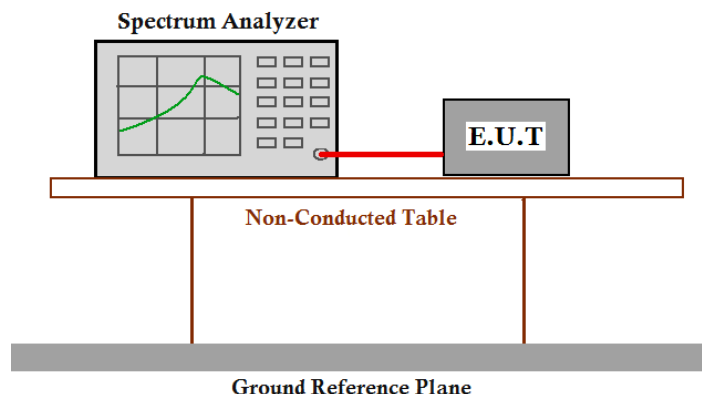 Spectrum Analyzer
E.U.T
Non-Conducted Table
Ground Reference Plane